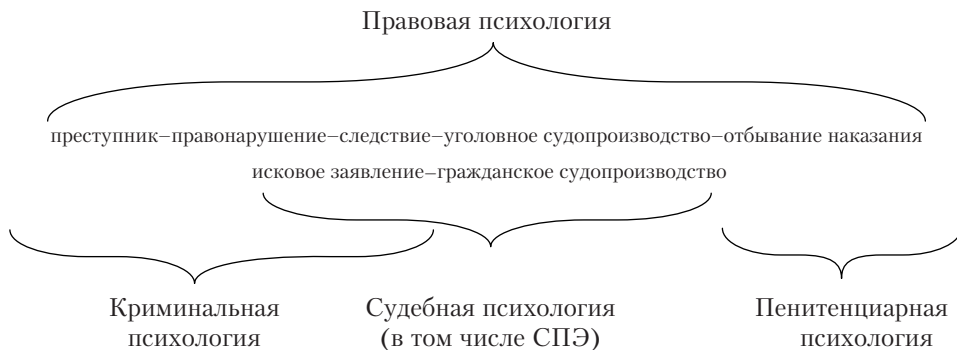 Правовая психология
преступник–правонарушение–следствие–уголовное судопроизводство–отбывание наказания
исковое заявление–гражданское судопроизводство
Криминальная
психология
Судебная психология
(в том числе СПЭ)
Пенитенциарная
психология